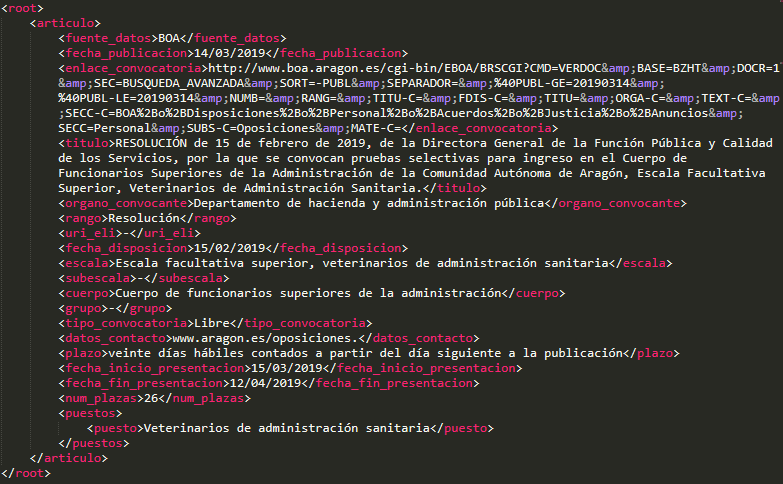 <root>
<articulo>
<fuente_datos>BOA</fuente_datos>
<fecha_publicacion>14/03/2019</fecha_publicacion>
<enlace_convocatoria>http://www.boa.aragon.es/cgi-bin/EBOA/BRSCGI?CMD=VERDOC&amp;BASE=BZHT&amp;DOCR=1
&amp;SEC=BUSQUEDA_AVANZADA&amp;SORT=-PUBL&amp;SEPARADOR=&amp;%40PUBL-GE=20190314&amp;
%40PUBL-LE=20190314&amp;NUMB=&amp;RANG=&amp;TITU-C=&amp;FDIS-C=&amp;TITU=&amp;ORGA-C=&amp;TEXT-C=&amp
;SECC-C=BOA%2Bo%2BDisposiciones%2Bo%2BPersonal%2Bo%2BAcuerdos%2Bo%2BJusticia%2Bo%2BAnuncios&amp;
SECC=Personal&amp;SUBS-C=Oposiciones&amp;MATE-C=</enlace_convocatoria>
<titulo>RESOLUCIÓN de 15 de febrero de 2019, de la Directora General de la Función Pública y Calidad
de los Servicios, por la que se convocan pruebas selectivas para ingreso en el Cuerpo de
Funcionarios Superiores de la Administración de la Comunidad Autónoma de Aragón, Escala Facultativa
Superior, Veterinarios de Administración Sanitaria.</titulo>
<organo_convocante>Departamento de hacienda y administración pública</organo_convocante>
<rango>Resolución</rango>
<uri_eli>-</uri_eli>
<fecha_disposicion>15/02/2019</fecha_disposicion>
<escala>Escala facultativa superior, veterinarios de administración sanitaria</escala>
<subescala>-</subescala>
<cuerpo>Cuerpo de funcionarios superiores de la administración</cuerpo>
<grupo>-</grupo>
<tipo_convocatoria>Libre</tipo_convocatoria>
<datos_contacto>www.aragon.es/oposiciones.</datos_contacto>
<plazo>veinte días hábiles contados a partir del día siguiente a la publicación</plazo>
<fecha_inicio_presentacion>15/03/2019</fecha_inicio_presentacion>
<fecha_fin_presentacion>12/04/2019</fecha_fin_presentacion>
<num_plazas>26</num_plazas>
<puestos>
<puesto>Veterinarios de administración sanitaria</puesto>
</puestos>
</articulo>
</root>